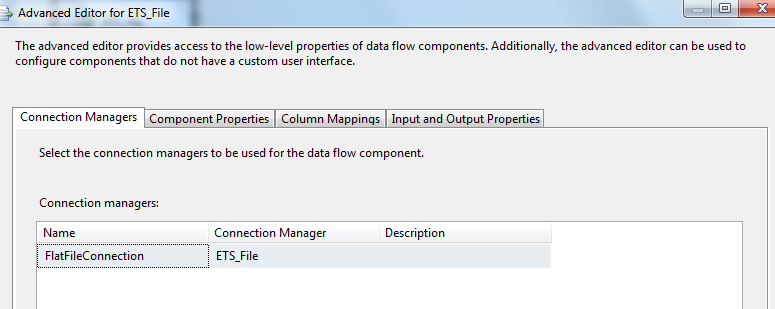 Advanced Editor for ETS_File
The advanced editor provides access to the low-level properties of data flow components. Additionally, the advanced editor can be used to
configure components that do not have a custom user interface.
Connection Managers Component Properties Column Mappings Input and Output Properties
Select the connection managers to be used for the data flow component.
Connection managers:
Name Connection Manager Description
FlatFileConnection ETS_File